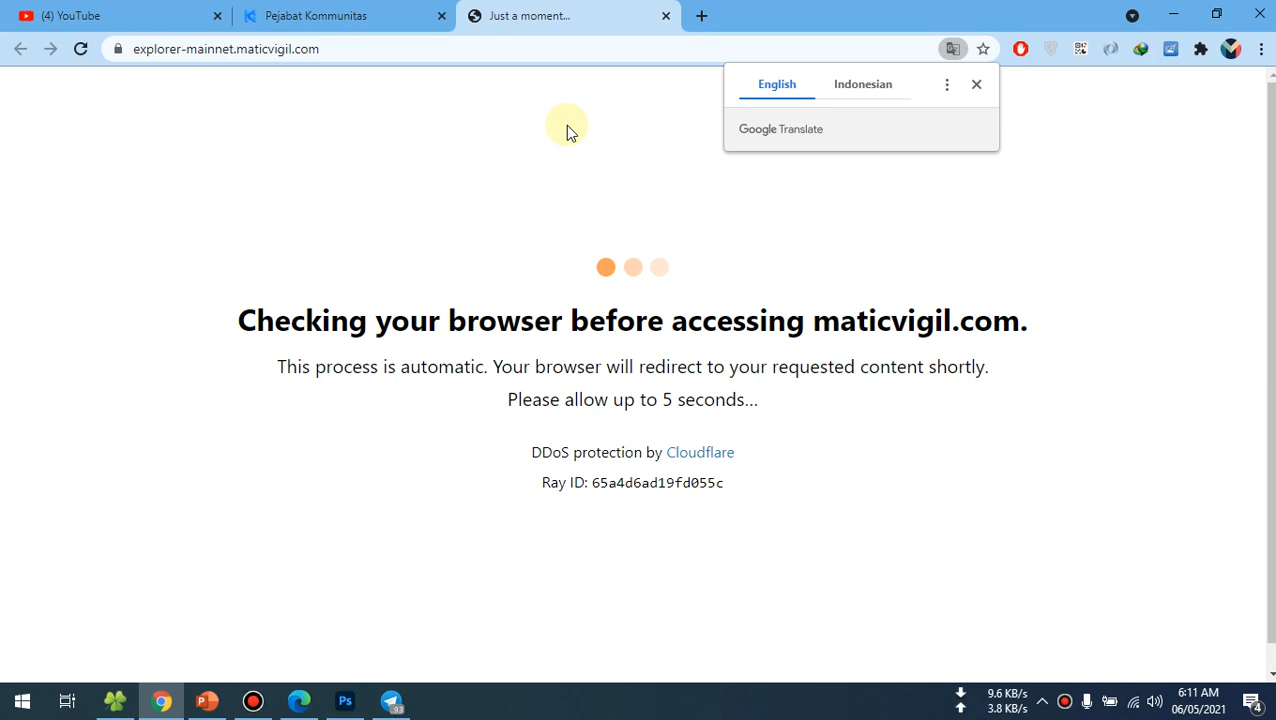 (4) YouTube
Pejabat Kommunitas
Just a moment...
explorer-mainnet.maticvigil.com
English
Indonesian
Google Translate
Checking your browser before accessing maticvigil.com.
This process is automatic. Your browser will redirect to your requested content shortly.
Please allow up to 5 seconds...
DDoS protection by Cloudflare
Ray ID: 65a4d6ad19fd055c
Ps
93
9.6 KB/s
3.8 KB/s
6:11 AM
06/05/2021
4